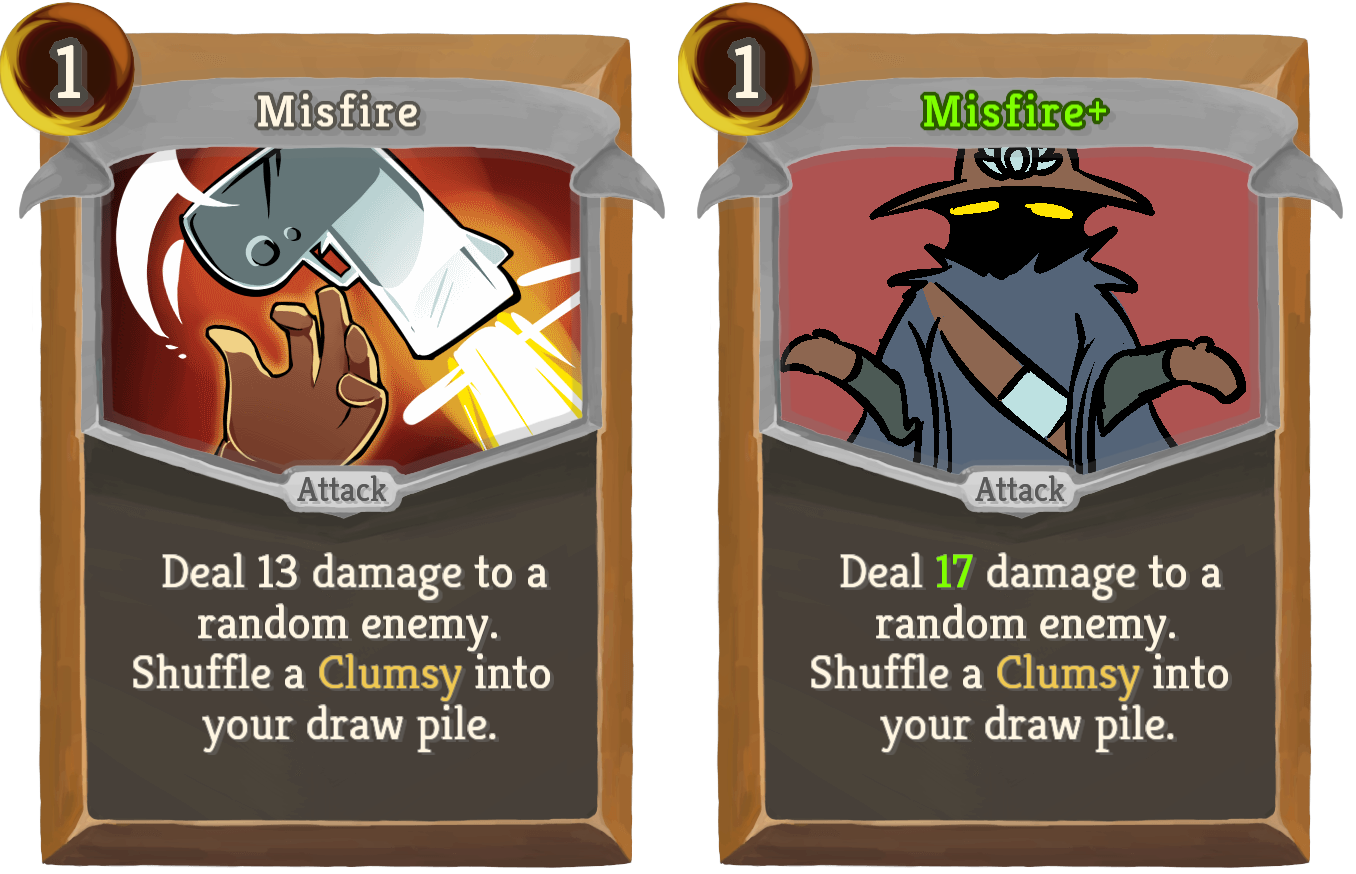 1
Misfire
Attack
Deal 13 damage to a
random enemy.
Shuffle a Clumsy into
your draw pile.
1
Misfire+
Attack
Deal 17 damage to a
random enemy.
Shuffle a Clumsy into
your draw pile.